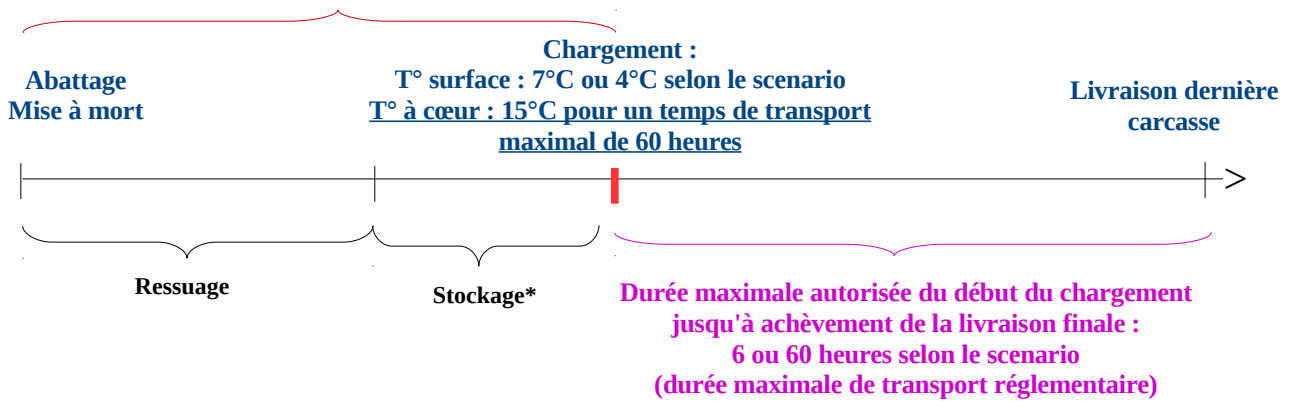 Chargement :
T° surface : 7°C ou 4°C selon le scenario
T° à cœur : 15°C pour un temps de transport
maximal de 60 heures
Abattage
Mise à mort
Livraison dernière
carcasse
Ressuage
Stockage*
Durée maximale autorisée du début du chargement
jusqu'à achèvement de la livraison finale :
6 ou 60 heures selon le scenario
(durée maximale de transport réglementaire)